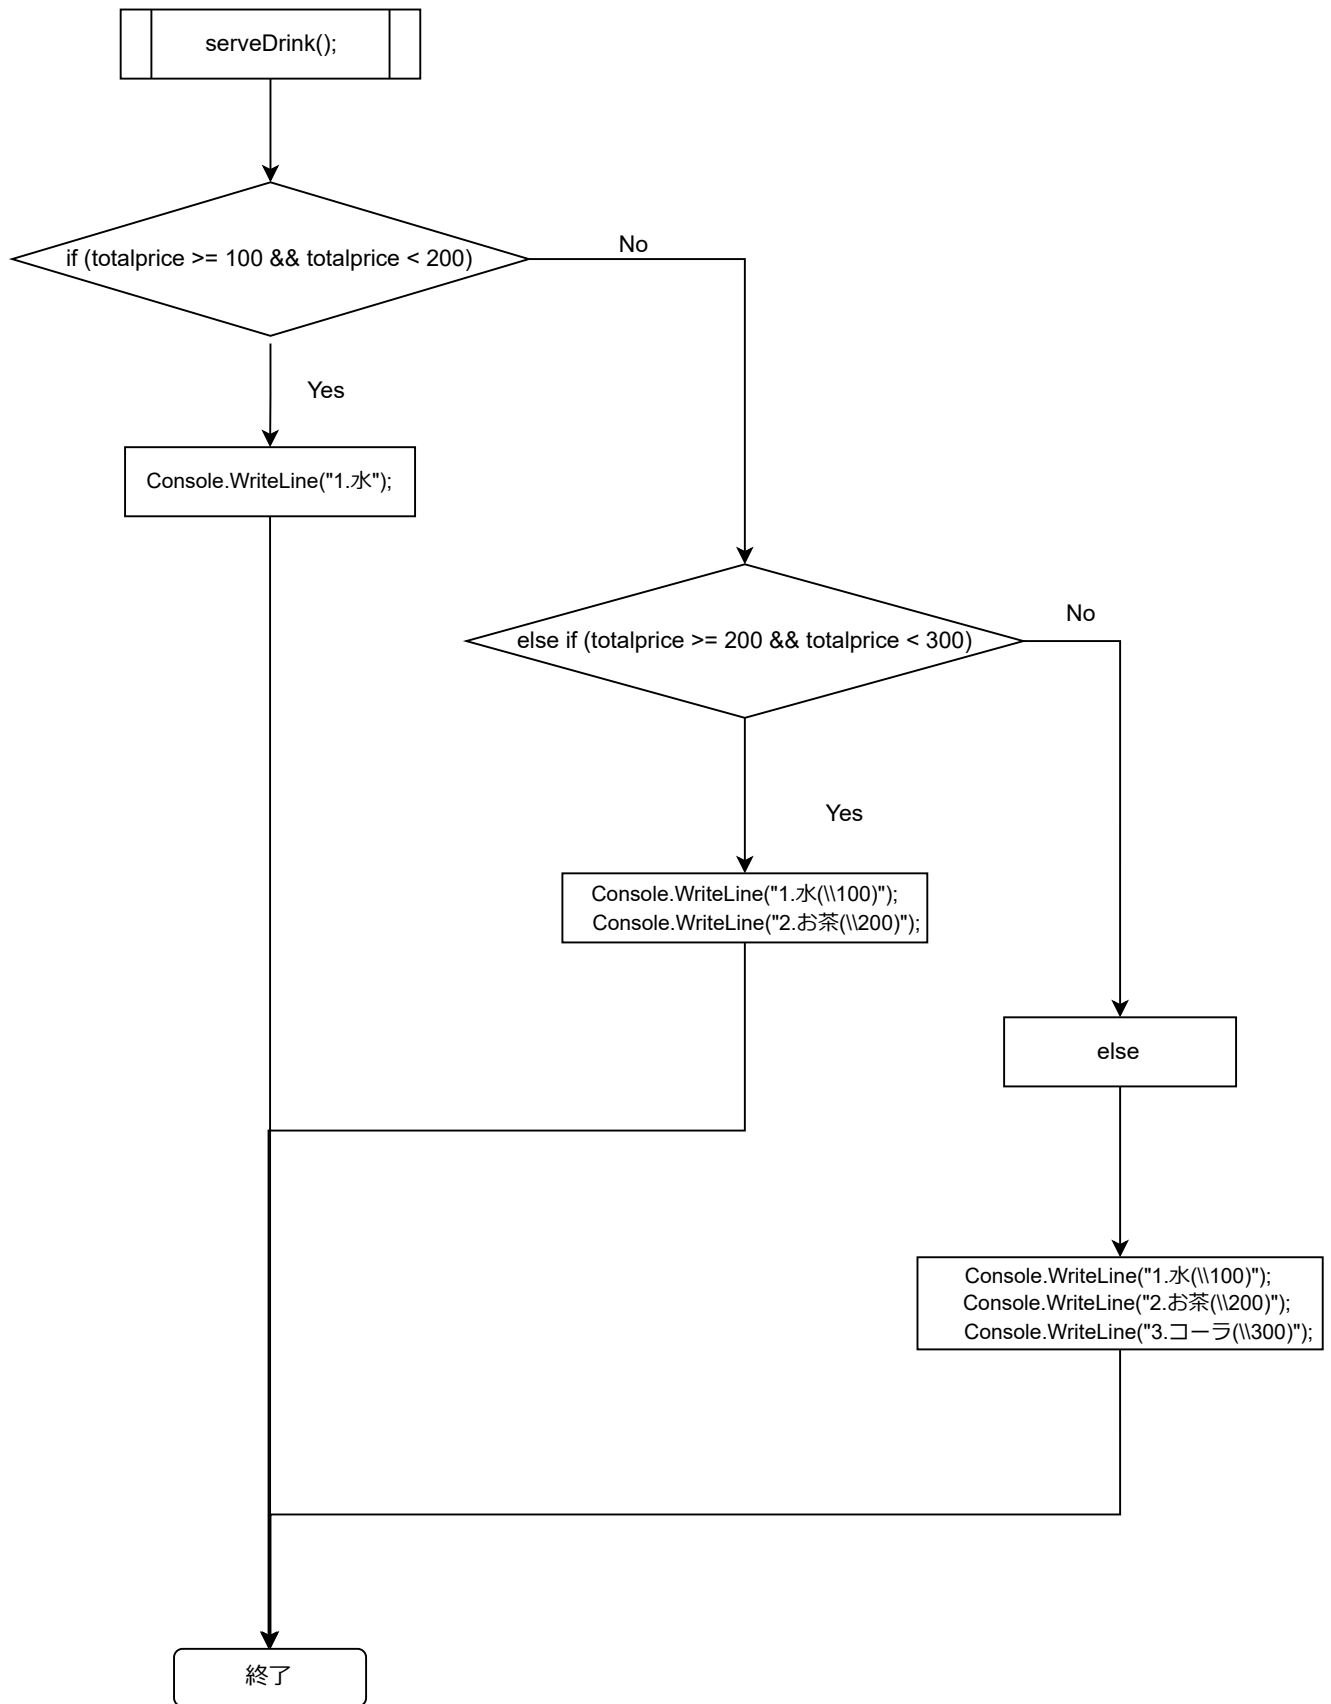 serveDrink();
if (totalprice >= 100 && totalprice < 200)
No
Yes
Console.WriteLine("1.水");
else if (totalprice >= 200 && totalprice < 300)
No
Yes
Console.WriteLine("1.水(\\100)");
Console.WriteLine("2.お茶(\\200)");
else
Console.WriteLine("1.水(\\100)");
Console.WriteLine("2.お茶(\\200)");
Console.WriteLine("3.コーラ(\\300)");
終了